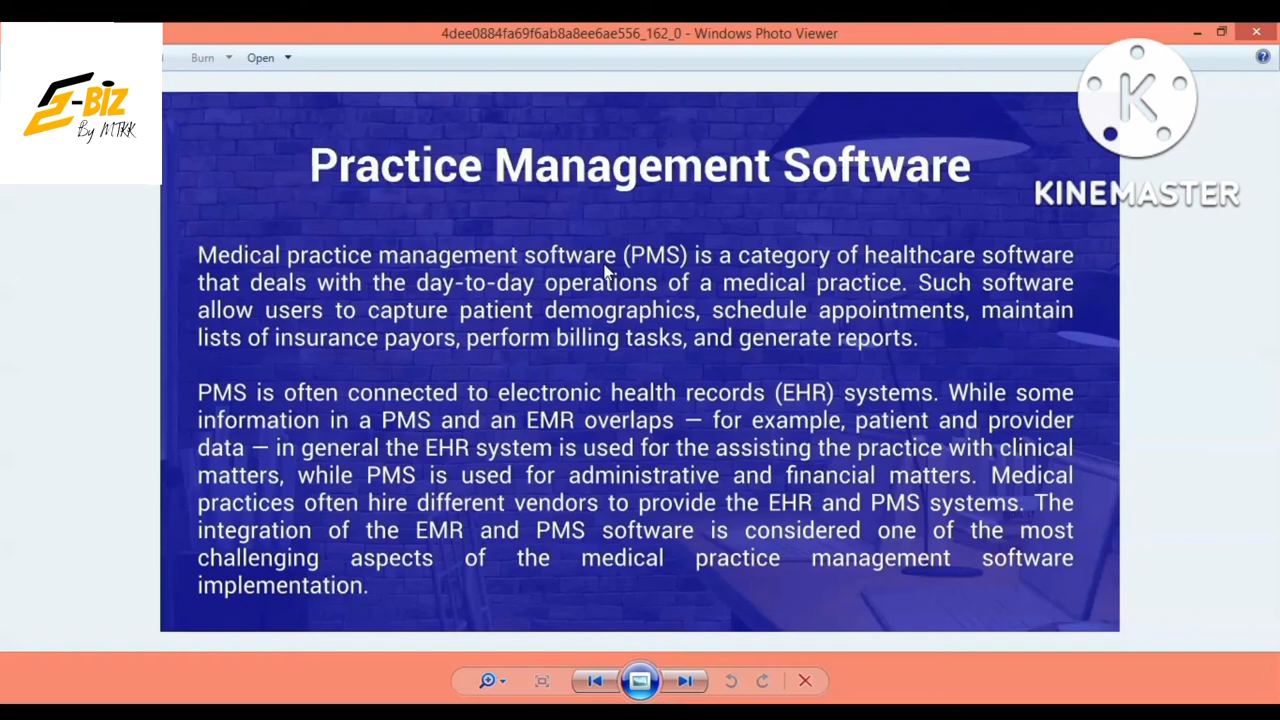 4dee0884fa69f6ab8a8ee6ae556_162_0 - Windows Photo Viewer
Burn Open
E-BIZ
By MTKK
K
KINEMASTER
Practice Management Software
Medical practice management software (PMS) is a category of healthcare software
that deals with the day-to-day operations of a medical practice. Such software
allow users to capture patient demographics, schedule appointments, maintain
lists of insurance payors, perform billing tasks, and generate reports.
PMS is often connected to electronic health records (EHR) systems. While some
information in a PMS and an EMR overlaps — for example, patient and provider
data — in general the EHR system is used for the assisting the practice with clinical
matters, while PMS is used for administrative and financial matters. Medical
practices often hire different vendors to provide the EHR and PMS systems. The
integration of the EMR and PMS software is considered one of the most
challenging aspects of the medical practice management software
implementation.